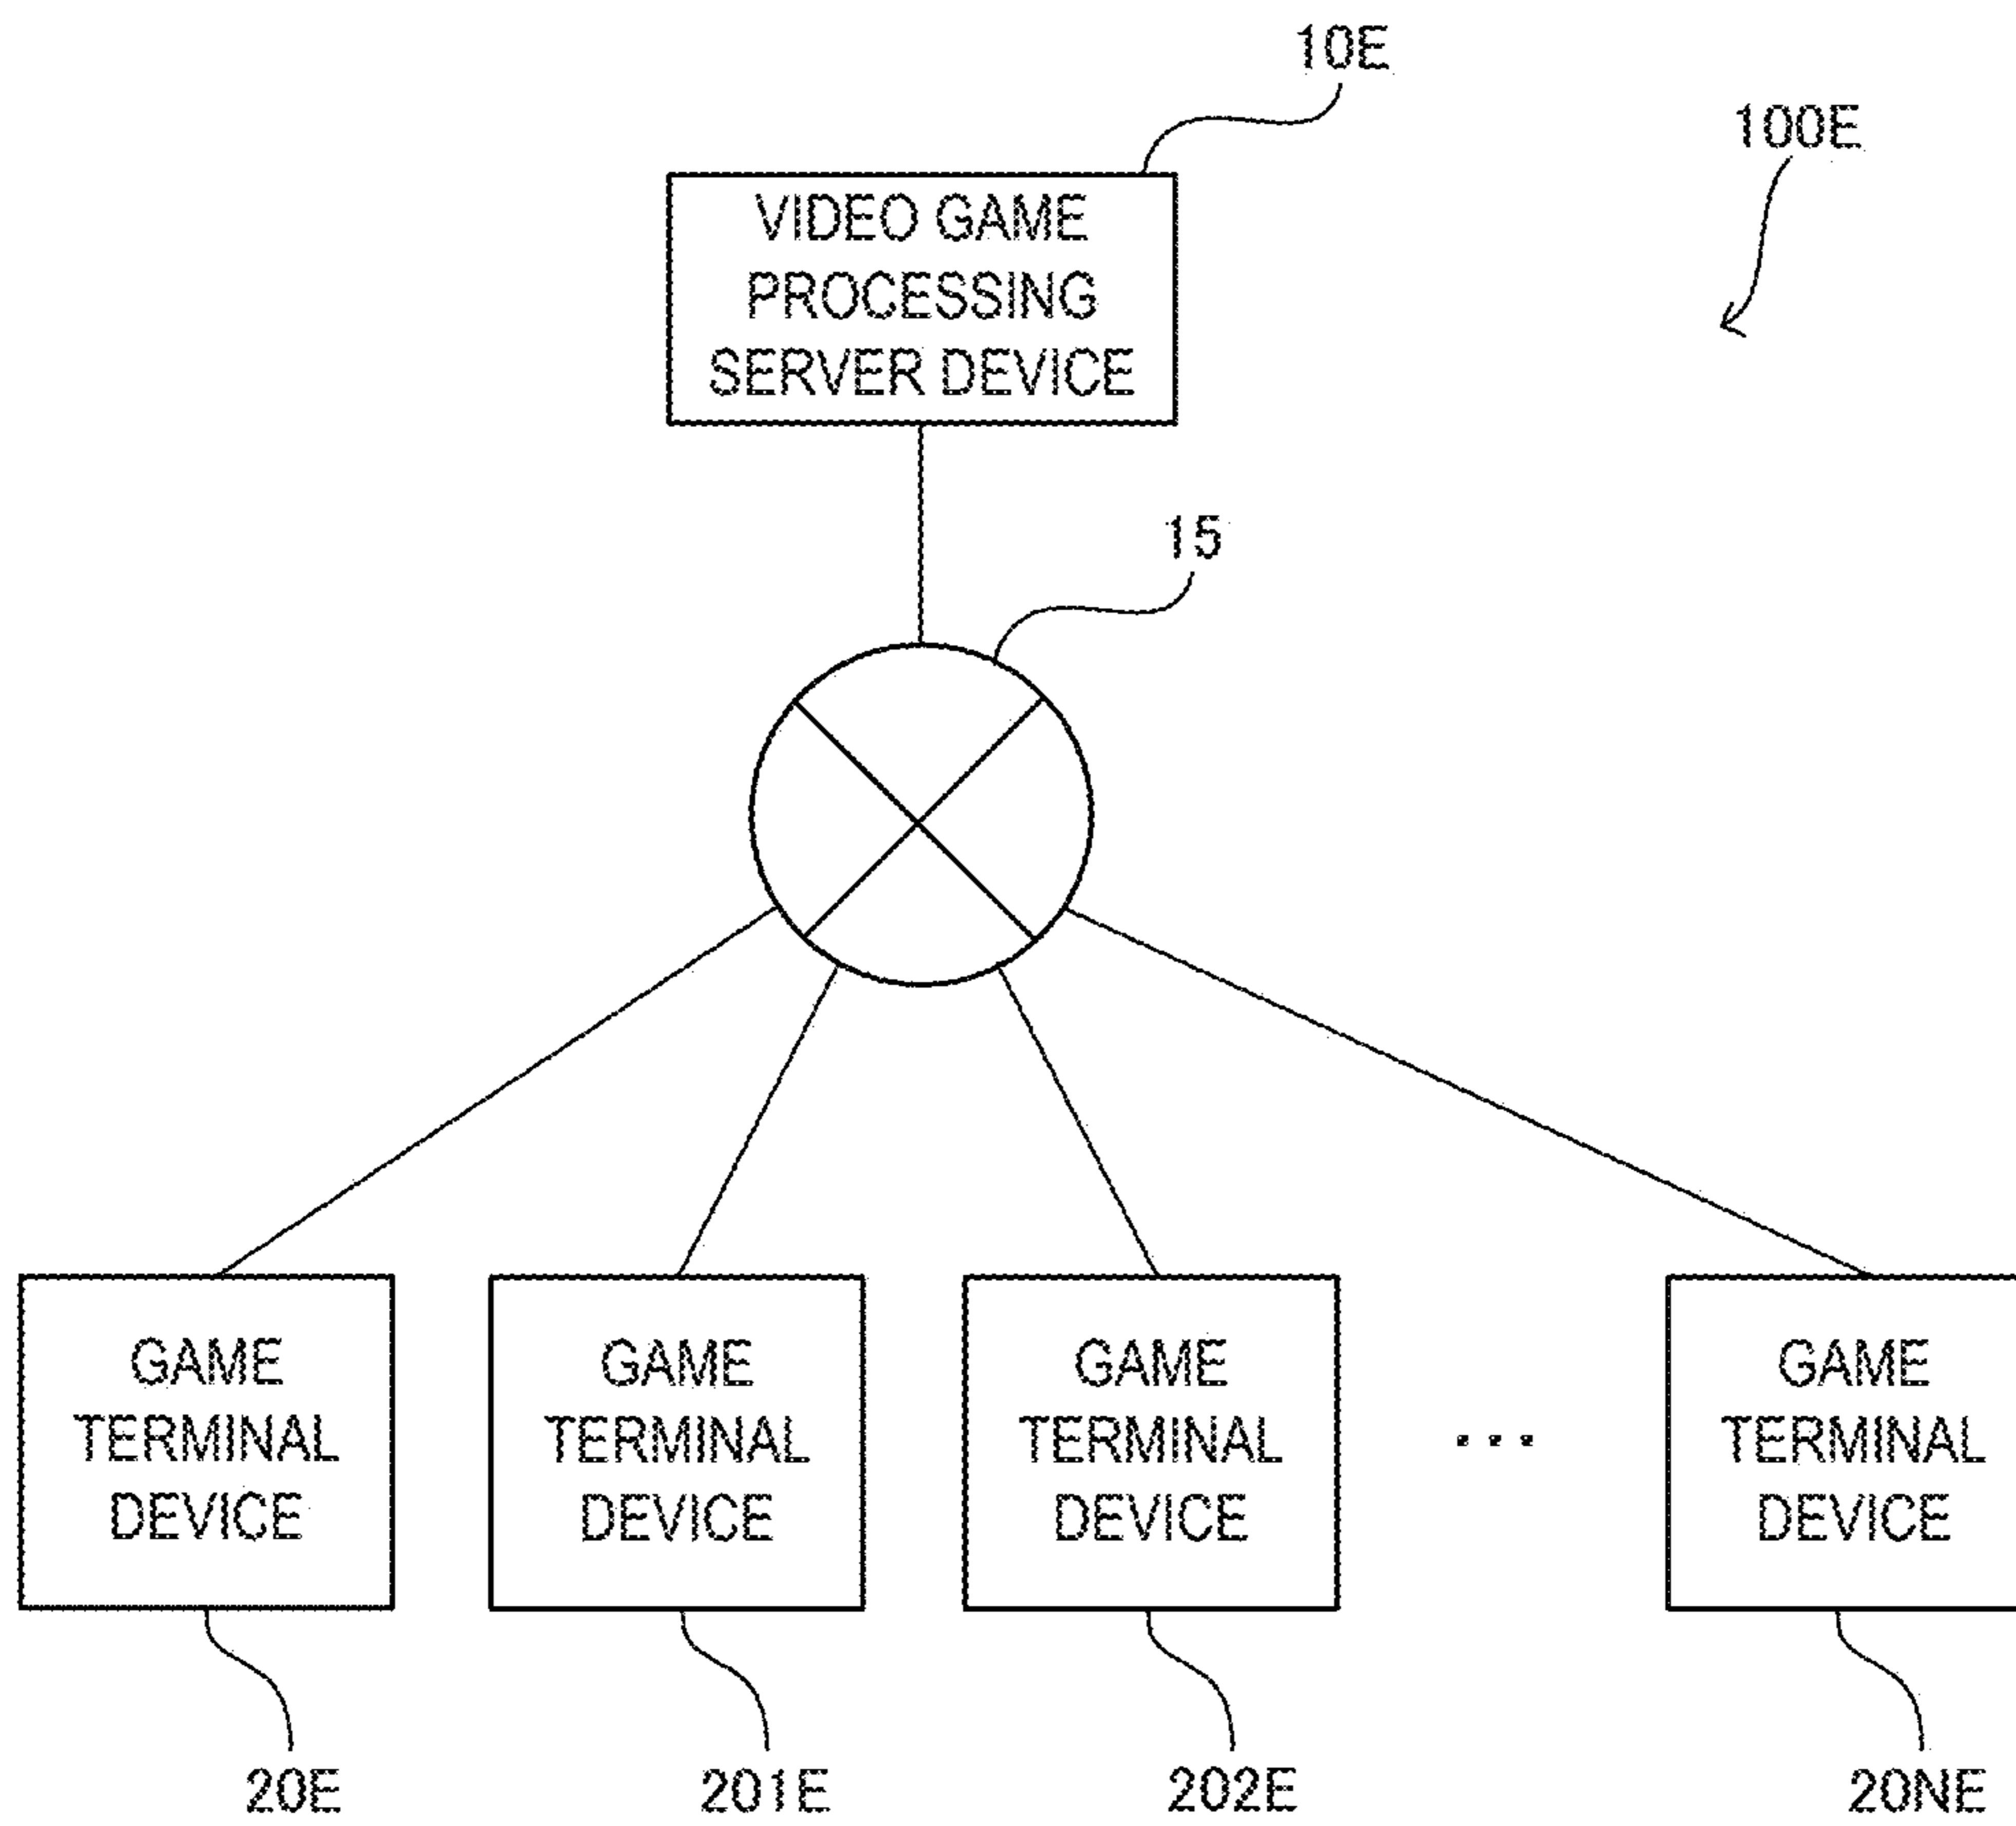 10E
100E
VIDEO GAME
PROCESSING
SERVER DEVICE
15
GAME
TERMINAL
DEVICE
GAME
TERMINAL
DEVICE
GAME
TERMINAL
DEVICE
...
GAME
TERMINAL
DEVICE
20E
201E
202E
20NE